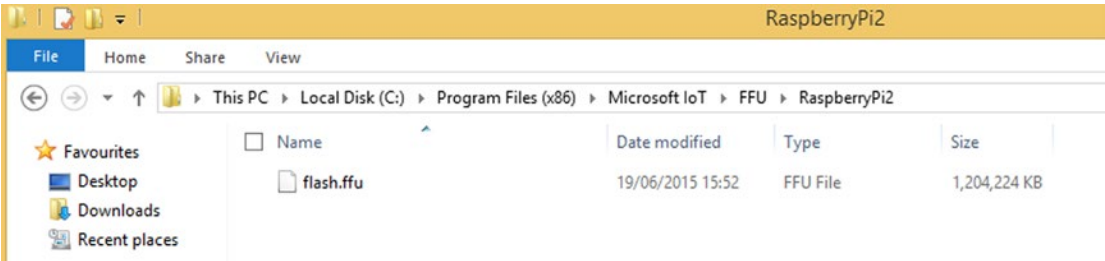 RaspberryPi2
File Home Share View
This PC Local Disk (C:) Program Files (x86) Microsoft IoT FFU RaspberryPi2
Favourites
Desktop
Downloads
Recent places
Name Date modified Type Size
flash.ffu 19/06/2015 15:52 FFU File 1,204,224 KB